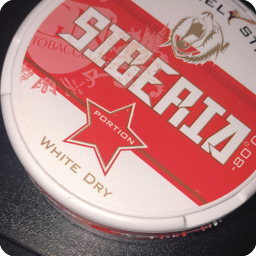 TOBACCO
SIBERIA
-80°
PORTION
WHITE DRY